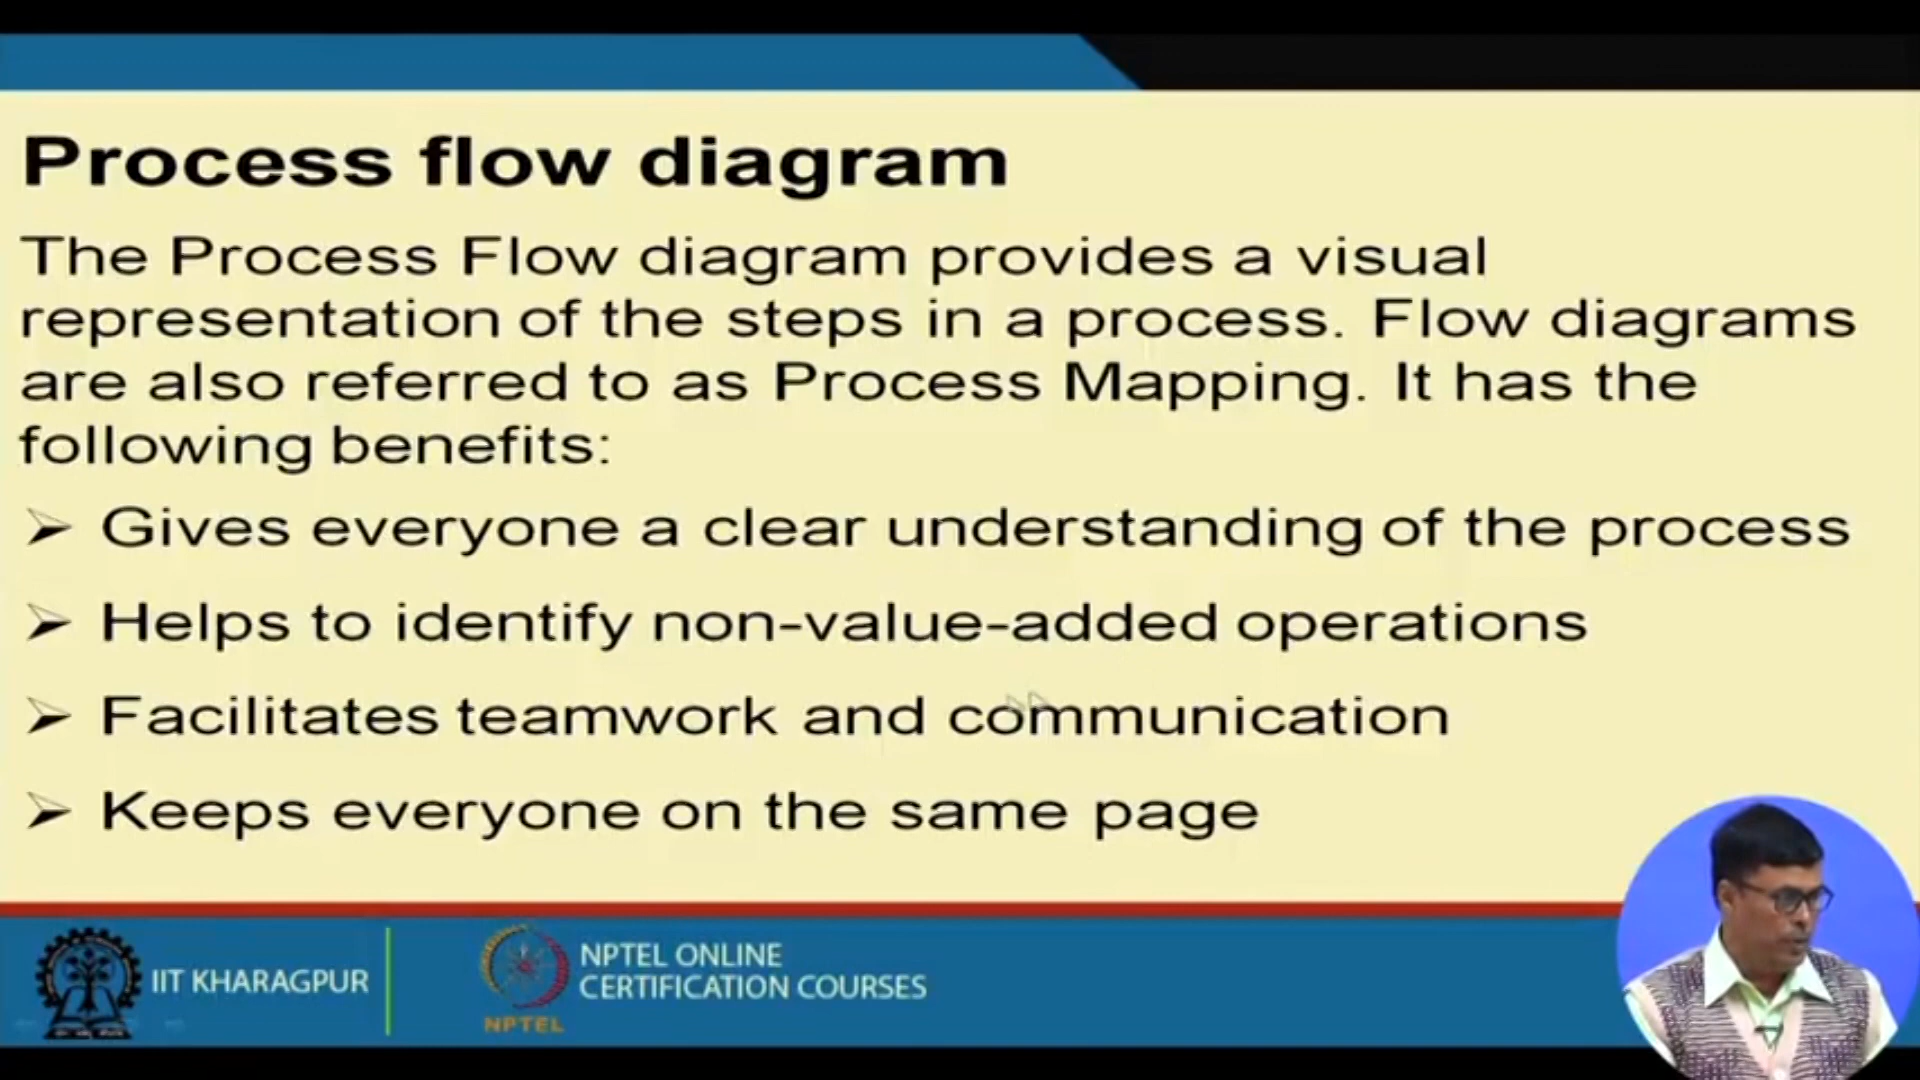 Process flow diagram
The Process Flow diagram provides a visual
representation of the steps in a process. Flow diagrams
are also referred to as Process Mapping. It has the
following benefits:
➢ Gives everyone a clear understanding of the process
➢ Helps to identify non-value-added operations
➢ Facilitates teamwork and communication
➢ Keeps everyone on the same page
IIT KHARAGPUR
NPTEL
NPTEL ONLINE
CERTIFICATION COURSES